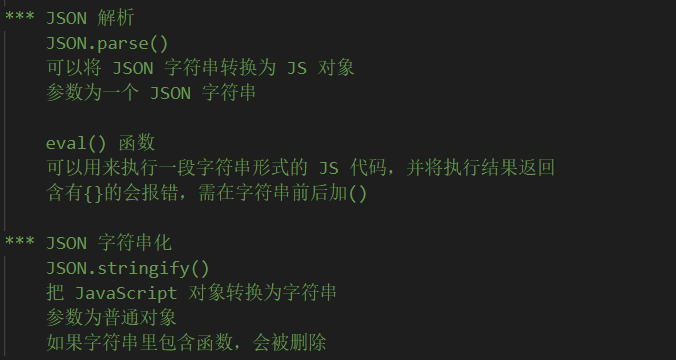 *** JSON 解析
JSON.parse()
可以将 JSON 字符串转换为 JS 对象
参数为一个 JSON 字符串
eval() 函数
可以用来执行一段字符串形式的 JS 代码，并将执行结果返回
含有{}的会报错，需在字符串前后加()
*** JSON 字符串化
JSON.stringify()
把 JavaScript 对象转换为字符串
参数为普通对象
如果字符串里包含函数，会被删除